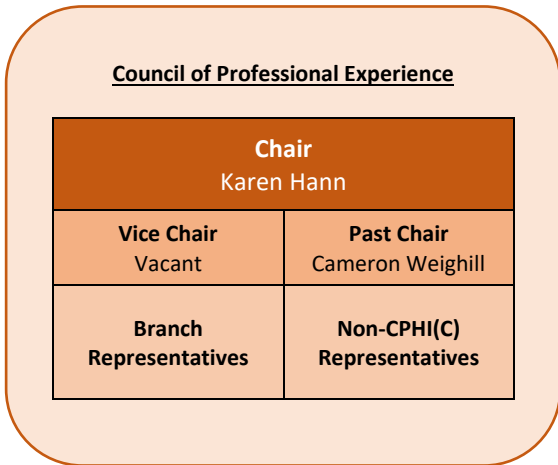 Council of Professional Experience
Chair
Karen Hann
Vice Chair
Vacant
Past Chair
Cameron Weighill
Branch
Representatives
Non-CPHI(C)
Representatives